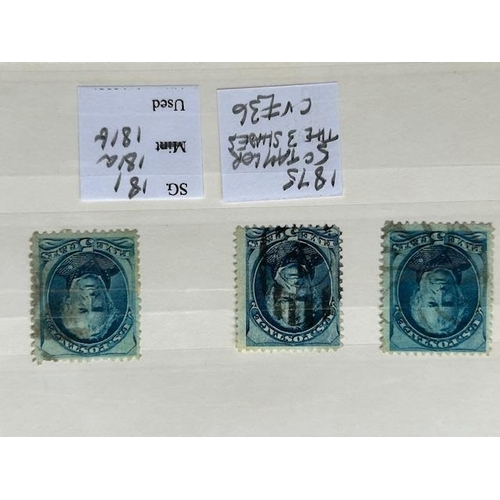 1875
5c TAYLOR
THE 3 SHADES
CV £36
SG 181
Mint 181a
181b
Used